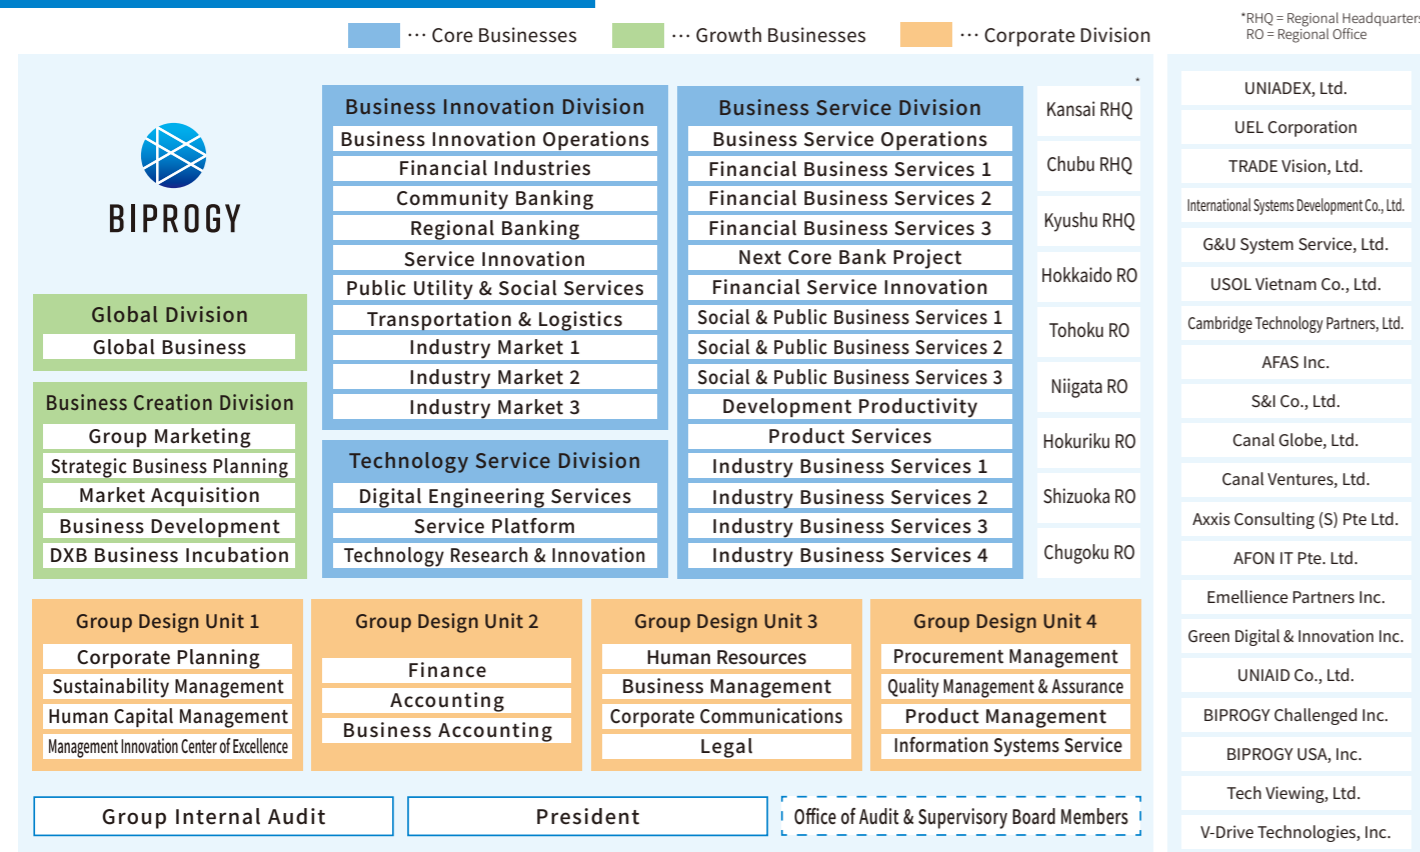 ··· Core Businesses
··· Growth Businesses
··· Corporate Division
*RHQ = Regional Headquarters
RO = Regional Office
BIPROGY
Global Division
Global Business
Business Creation Division
Group Marketing
Strategic Business Planning
Market Acquisition
Business Development
DXB Business Incubation
Business Innovation Division
Business Innovation Operations
Financial Industries
Community Banking
Regional Banking
Service Innovation
Public Utility & Social Services
Transportation & Logistics
Industry Market 1
Industry Market 2
Industry Market 3
Technology Service Division
Digital Engineering Services
Service Platform
Technology Research & Innovation
Business Service Division
Business Service Operations
Financial Business Services 1
Financial Business Services 2
Financial Business Services 3
Next Core Bank Project
Financial Service Innovation
Social & Public Business Services 1
Social & Public Business Services 2
Social & Public Business Services 3
Development Productivity
Product Services
Industry Business Services 1
Industry Business Services 2
Industry Business Services 3
Industry Business Services 4
*
Kansai RHQ
Chubu RHQ
Kyushu RHQ
Hokkaido RO
Tohoku RO
Niigata RO
Hokuriku RO
Shizuoka RO
Chugoku RO
Group Design Unit 1
Corporate Planning
Sustainability Management
Human Capital Management
Management Innovation Center of Excellence
Group Design Unit 2
Finance
Accounting
Business Accounting
Group Design Unit 3
Human Resources
Business Management
Corporate Communications
Legal
Group Design Unit 4
Procurement Management
Quality Management & Assurance
Product Management
Information Systems Service
Group Internal Audit
President
Office of Audit & Supervisory Board Members
UNIADEX, Ltd.
UEL Corporation
TRADE Vision, Ltd.
International Systems Development Co., Ltd.
G&U System Service, Ltd.
USOL Vietnam Co., Ltd.
Cambridge Technology Partners, Ltd.
AFAS Inc.
S&I Co., Ltd.
Canal Globe, Ltd.
Canal Ventures, Ltd.
Axxis Consulting (S) Pte Ltd.
AFON IT Pte. Ltd.
Emellience Partners Inc.
Green Digital & Innovation Inc.
UNIAID Co., Ltd.
BIPROGY Challenged Inc.
BIPROGY USA, Inc.
Tech Viewing, Ltd.
V-Drive Technologies, Inc.